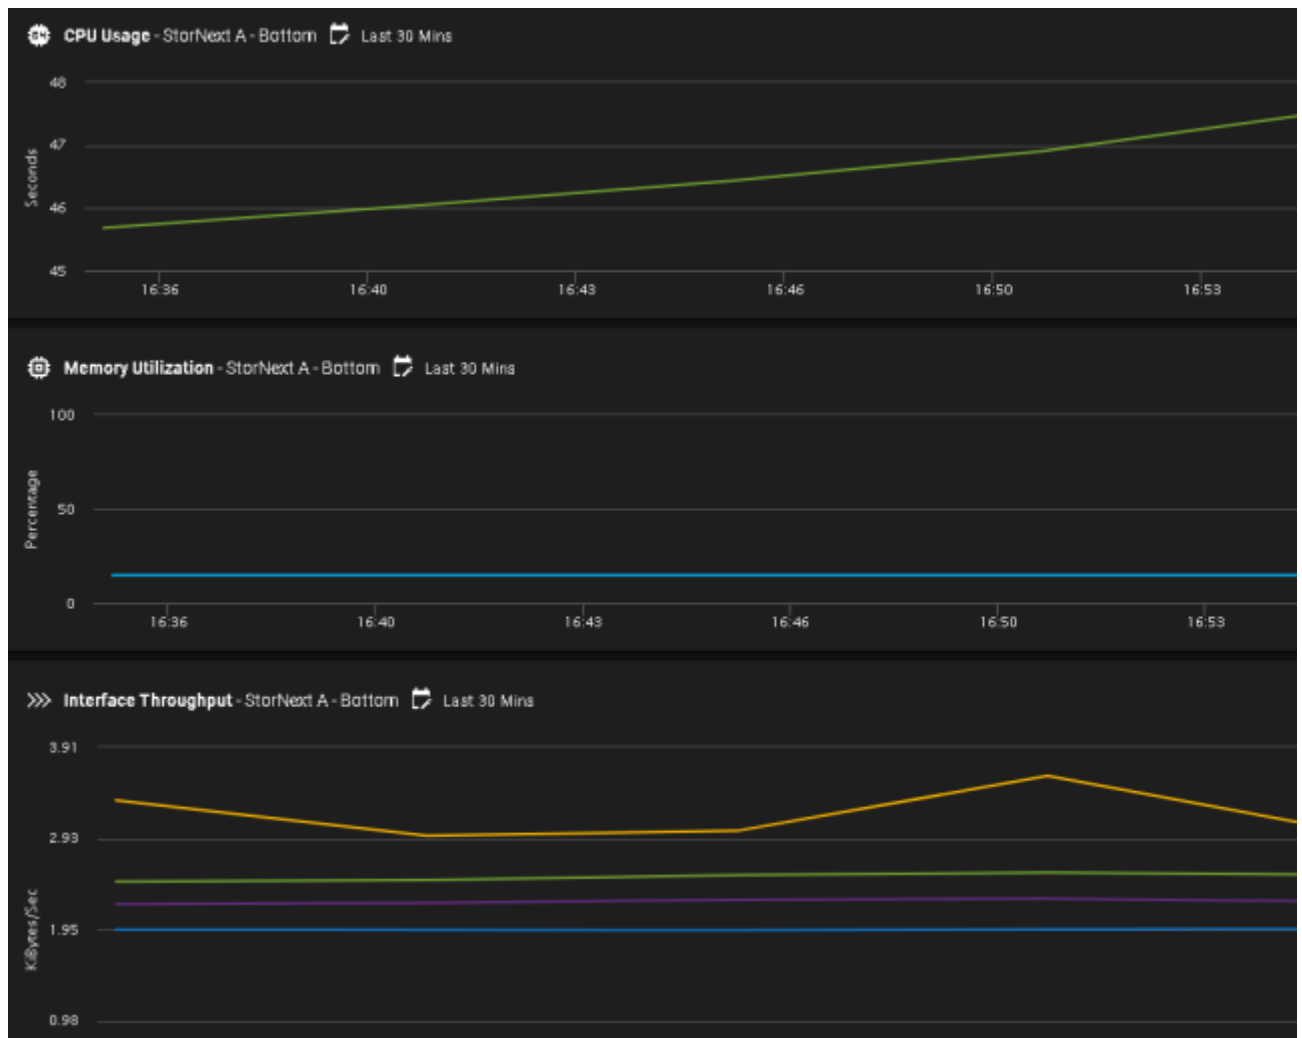 CPU Usage - StorNext A - Bottom Last 30 Mins
48
47
46
45
Seconds
16:36 16:40 16:43 16:46 16:50 16:53
Memory Utilization - StorNext A - Bottom Last 30 Mins
100
50
0
Percentage
16:36 16:40 16:43 16:46 16:50 16:53
Interface Throughput - StorNext A - Bottom Last 30 Mins
3.91
2.93
1.95
0.98
KiBytes/Sec